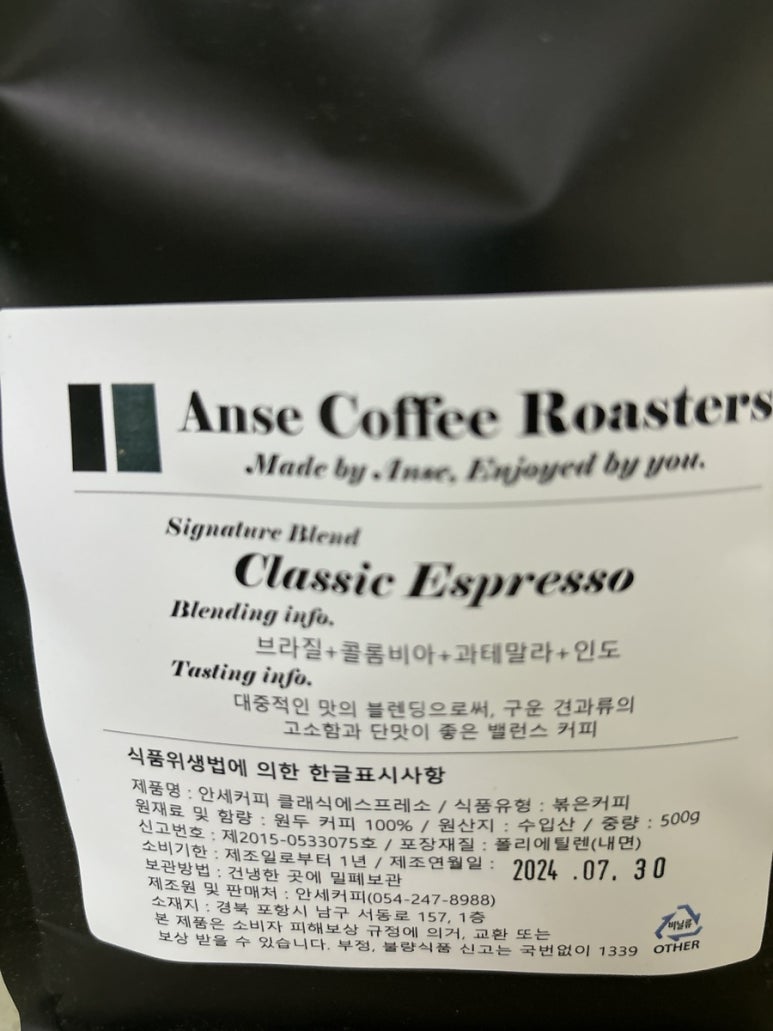 Anse Coffee Roasters
Made by Anse, Enjoyed by you.
Signature Blend
Classic Espresso
Blending info.
브라질+콜롬비아+과테말라+인도
Tasting info.
대중적인 맛의 블렌딩으로써, 구운 견과류의
고소함과 단맛이 좋은 밸런스 커피
식품위생법에 의한 한글표시사항
제품명 : 안세커피 클래식에스프레소 / 식품유형 : 볶은커피
원재료 및 함량 : 원두 커피 100% / 원산지 : 수입산 / 중량 : 500g
신고번호 : 제2015-0533075호 / 포장재질 : 폴리에틸렌(내면)
소비기한 : 제조일로부터 1년 / 제조연월일 : 2024 .07. 30
보관방법 : 건냉한 곳에 밀폐보관
제조원 및 판매처 : 안세커피(054-247-8988)
소재지 : 경북 포항시 남구 서동로 157, 1층
본 제품은 소비자 피해보상 규정에 의거, 교환 또는
보상 받을 수 있습니다. 부정, 불량식품 신고는 국번없이 1339
비닐류
OTHER